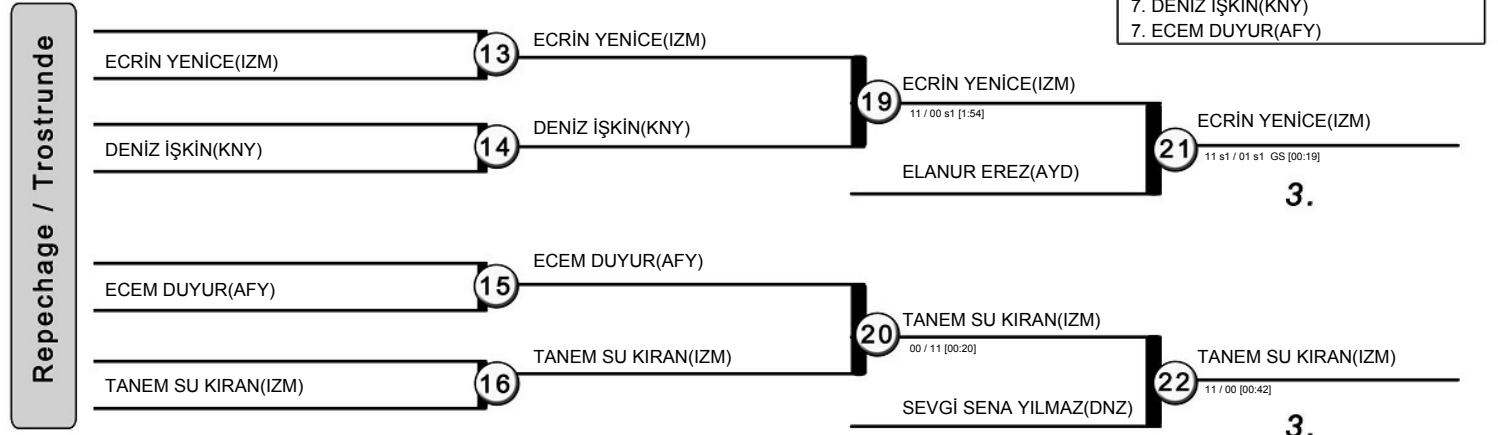 7. DENİZ İŞKİN(KNY)
7. ECEM DUYUR(AFY)
Repechage / Trostrunde
ECRİN YENİCE(IZM)
13
ECRİN YENİCE(IZM)
DENİZ İŞKİN(KNY)
14
DENİZ İŞKİN(KNY)
19
ECRİN YENİCE(IZM)
11 / 00 s1 [1:54]
ELANUR EREZ(AYD)
21
ECRİN YENİCE(IZM)
11 s1 / 01 s1 GS [00:19]
3.
ECEM DUYUR(AFY)
15
ECEM DUYUR(AFY)
TANEM SU KIRAN(IZM)
16
TANEM SU KIRAN(IZM)
20
TANEM SU KIRAN(IZM)
00 / 11 [00:20]
SEVGİ SENA YILMAZ(DNZ)
22
TANEM SU KIRAN(IZM)
11 / 00 [00:42]
3.